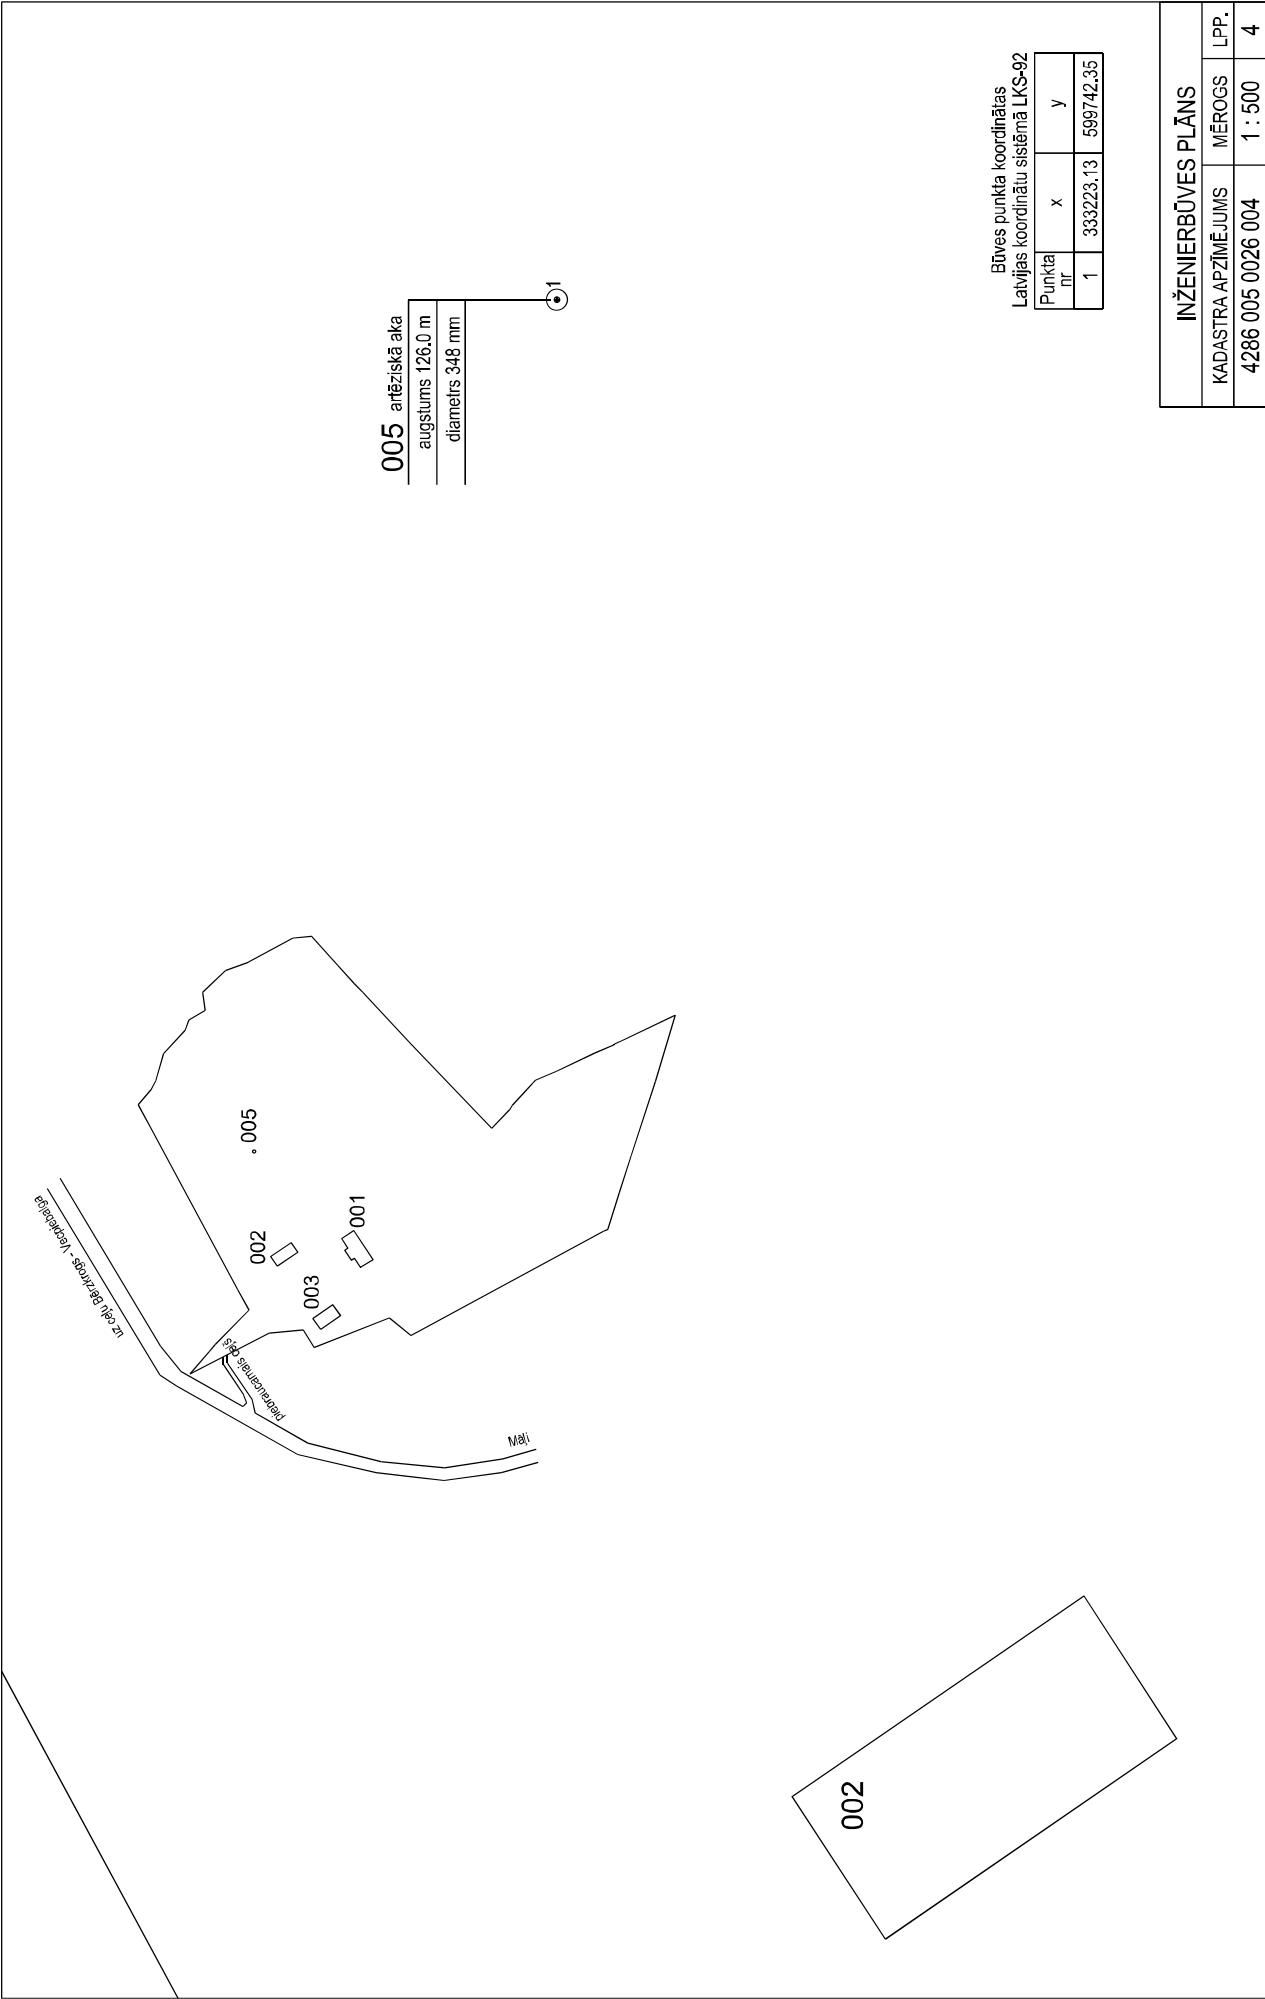 uz ceļu Bērzkrogs - Vecpiebalga
piebraucamais ceļš
Māļi
002
003
001
005
002
005 artēziskā aka
augstums 126.0 m
diametrs 348 mm
1
Būves punkta koordinātas
Latvijas koordinātu sistēmā LKS-92
Punkta nr x y
1 333223.13 599742.35
INŽENIERBŪVES PLĀNS
KADASTRA APZĪMĒJUMS MĒROGS LPP.
4286 005 0026 004 1 : 500 4